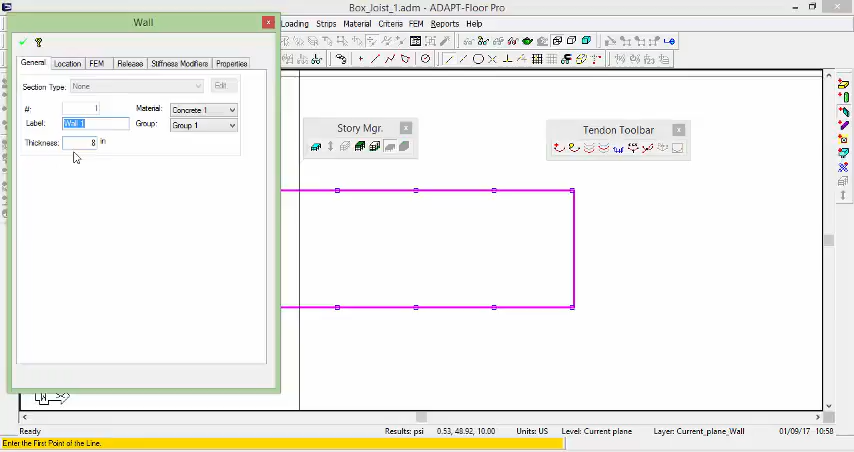 Box_Joist_1.adm - ADAPT-Floor Pro
Wall
Loading Strips Material Criteria FEM Reports Help
General Location FEM Release Stiffness Modifiers Properties
Section Type: None Edit
#: 1 Material: Concrete 1
Label: Wall 1 Group: Group 1
Thickness: 8 in
Story Mgr.
Tendon Toolbar
Ready Results: psi 0.53, 48.92, 10.00 Units: US Level: Current plane Layer: Current_plane_Wall 01/09/17 10:58
Enter the First Point of the Line.